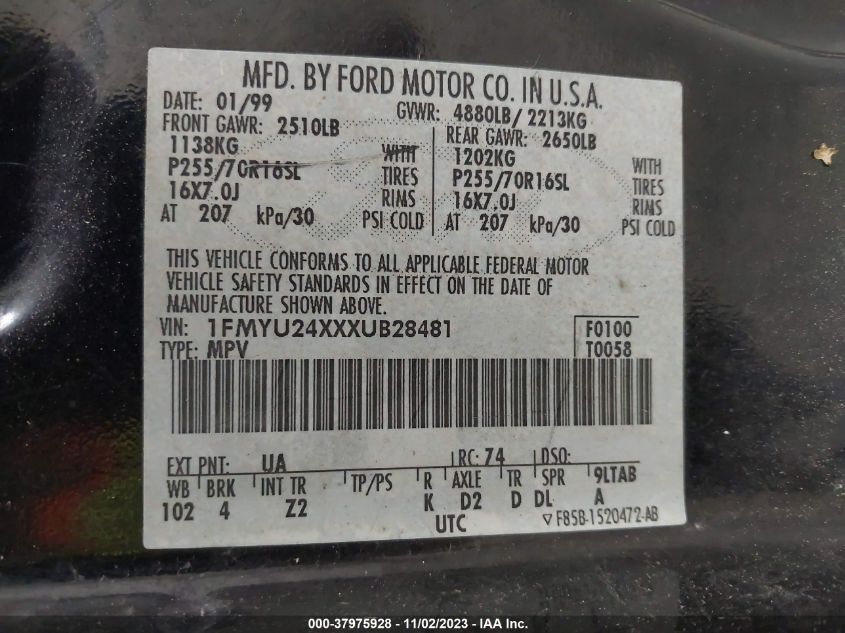 MFD. BY FORD MOTOR CO. IN U.S.A.
DATE: 01/99 GVWR: 4880LB/ 2213KG
FRONT GAWR: 2510LB REAR GAWR: 2650LB
1138KG WITH 1202KG WITH
P255/70R16SL TIRES P255/70R16SL TIRES
16X7.0J RIMS 16X7.0J RIMS
AT 207 kPa/30 PSI COLD AT 207 kPa/30 PSI COLD
THIS VEHICLE CONFORMS TO ALL APPLICABLE FEDERAL MOTOR
VEHICLE SAFETY STANDARDS IN EFFECT ON THE DATE OF
MANUFACTURE SHOWN ABOVE.
VIN: 1FMYU24XXXUB28481 F0100
TYPE: MPV T0058
EXT PNT: UA RC: 74 DSO:
WB BRK INT TR TP/PS R AXLE TR SPR 9LTAB
102 4 Z2 K D2 D DL A
UTC ▽ F85B-1520472-AB
000-37975928 - 11/02/2023 - IAA Inc.